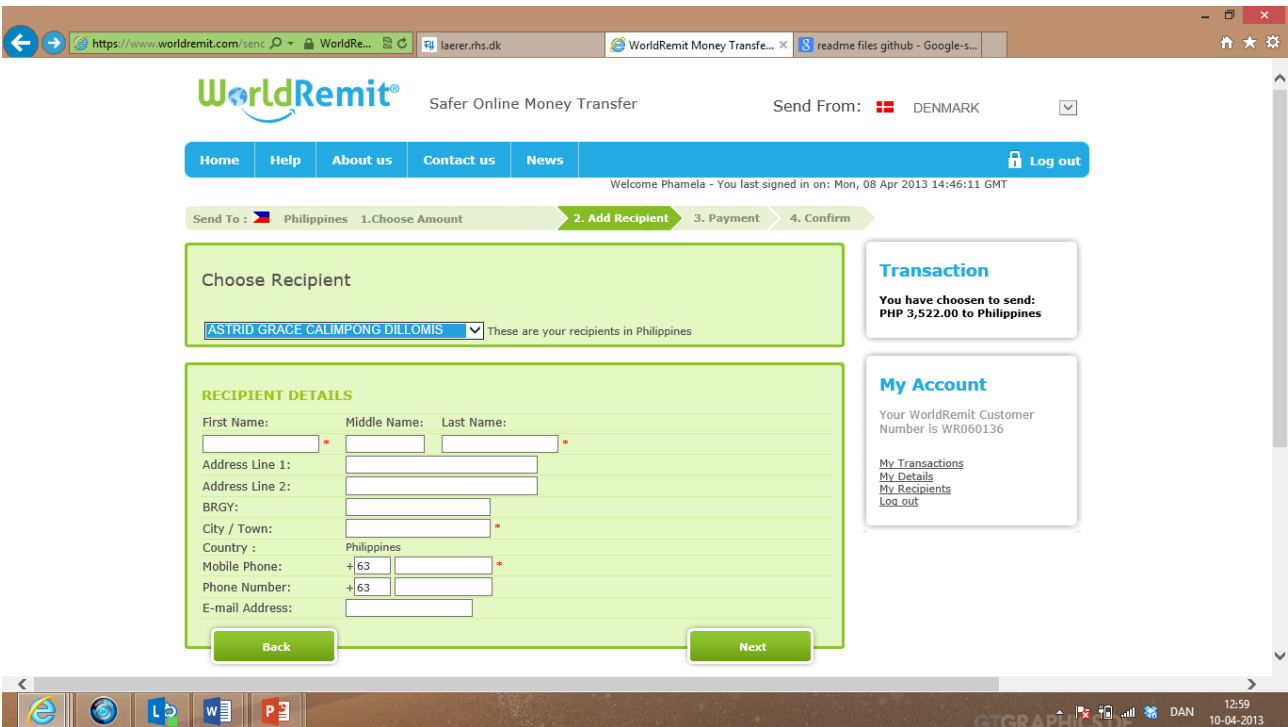 https://www.worldremit.com/senc
WorldRe...
laerer.rhs.dk
WorldRemit Money Transfe...
readme files github - Google-s...
WorldRemit®
Safer Online Money Transfer
Send From: DENMARK
Home Help About us Contact us News Log out
Welcome Phamela - You last signed in on: Mon, 08 Apr 2013 14:46:11 GMT
Send To : Philippines 1.Choose Amount 2. Add Recipient 3. Payment 4. Confirm
Choose Recipient
ASTRID GRACE CALIMPONG DILLOMIS These are your recipients in Philippines
Transaction
You have choosen to send:
PHP 3,522.00 to Philippines
RECIPIENT DETAILS
First Name: Middle Name: Last Name:
* *
Address Line 1:
Address Line 2:
BRGY:
City / Town: *
Country : Philippines
Mobile Phone: +63 *
Phone Number: +63
E-mail Address:
Back Next
My Account
Your WorldRemit Customer
Number is WR060136
My Transactions
My Details
My Recipients
Log out
DAN
12:59
10-04-2013